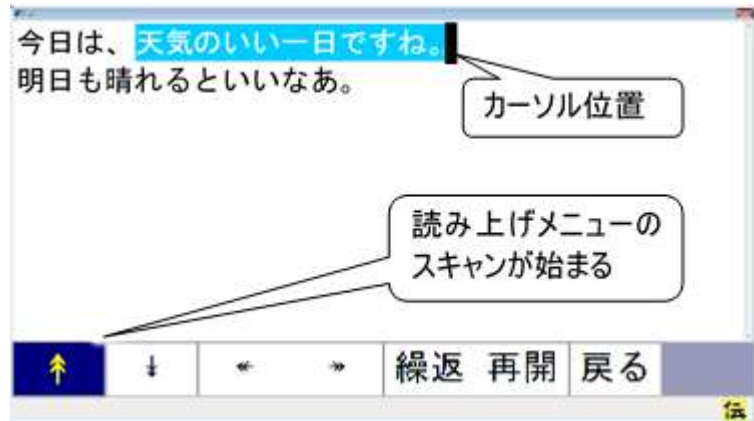 今日は、天気のいい一日ですね。
明日も晴れるといいなあ。
カーソル位置
読み上げメニューの
スキャンが始まる
↟ ↡ ↞ ↠ 繰返 再開 戻る
伝